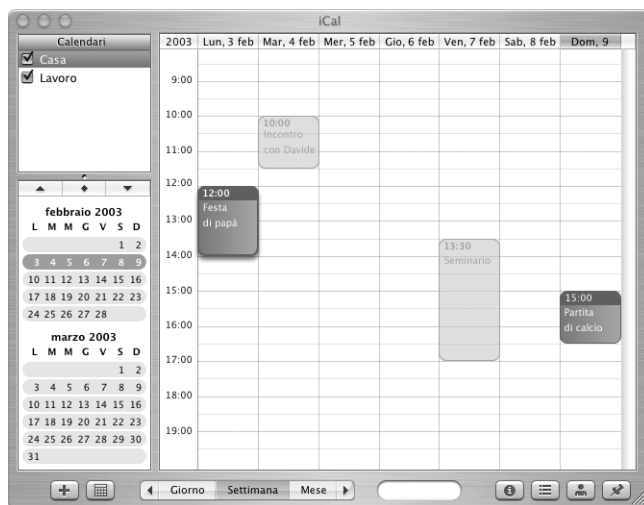 iCal
Calendari
Casa
Lavoro
2003 Lun, 3 feb Mar, 4 feb Mer, 5 feb Gio, 6 feb Ven, 7 feb Sab, 8 feb Dom, 9
9:00
10:00
11:00
12:00
13:00
14:00
15:00
16:00
17:00
18:00
19:00
10:00
Incontro
con Davide
12:00
Festa
di papà
13:30
Seminario
15:00
Partita
di calcio
febbraio 2003
L M M G V S D
1 2
3 4 5 6 7 8 9
10 11 12 13 14 15 16
17 18 19 20 21 22 23
24 25 26 27 28
marzo 2003
L M M G V S D
1 2
3 4 5 6 7 8 9
10 11 12 13 14 15 16
17 18 19 20 21 22 23
24 25 26 27 28 29 30
31
Giorno Settimana Mese